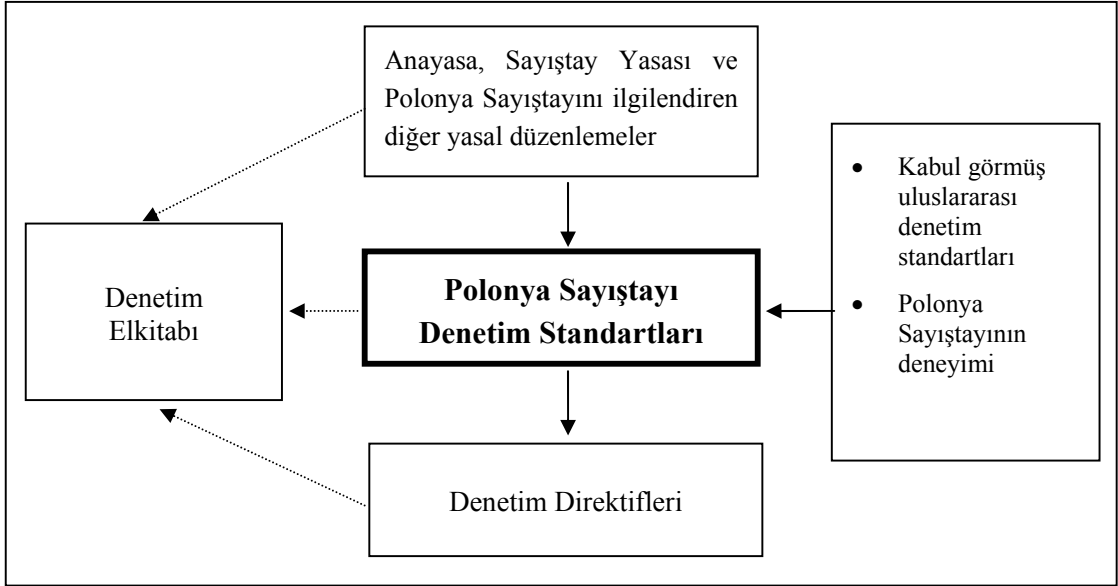 Anayasa, Sayıştay Yasası ve
Polonya Sayıştayını ilgilendiren
diğer yasal düzenlemeler
• Kabul görmüş
uluslararası
denetim
standartları
• Polonya
Sayıştayının
deneyimi
Denetim
Elkitabı
Polonya Sayıştayı
Denetim Standartları
Denetim Direktifleri